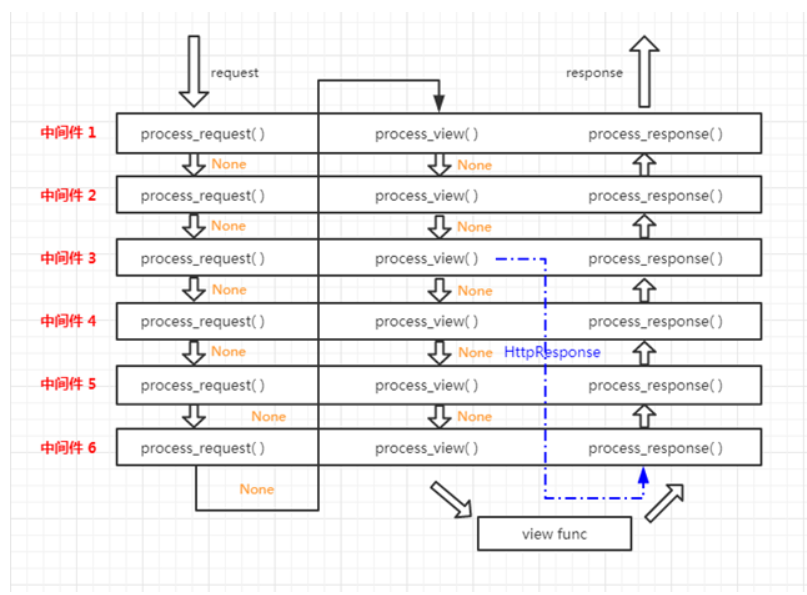 request
response
中间件 1
process_request( )
process_view( )
process_response( )
None
None
中间件 2
process_request( )
process_view( )
process_response( )
None
None
中间件 3
process_request( )
process_view( )
process_response( )
None
None
中间件 4
process_request( )
process_view( )
process_response( )
None
None
HttpResponse
中间件 5
process_request( )
process_view( )
process_response( )
None
None
中间件 6
process_request( )
process_view( )
process_response( )
None
view func